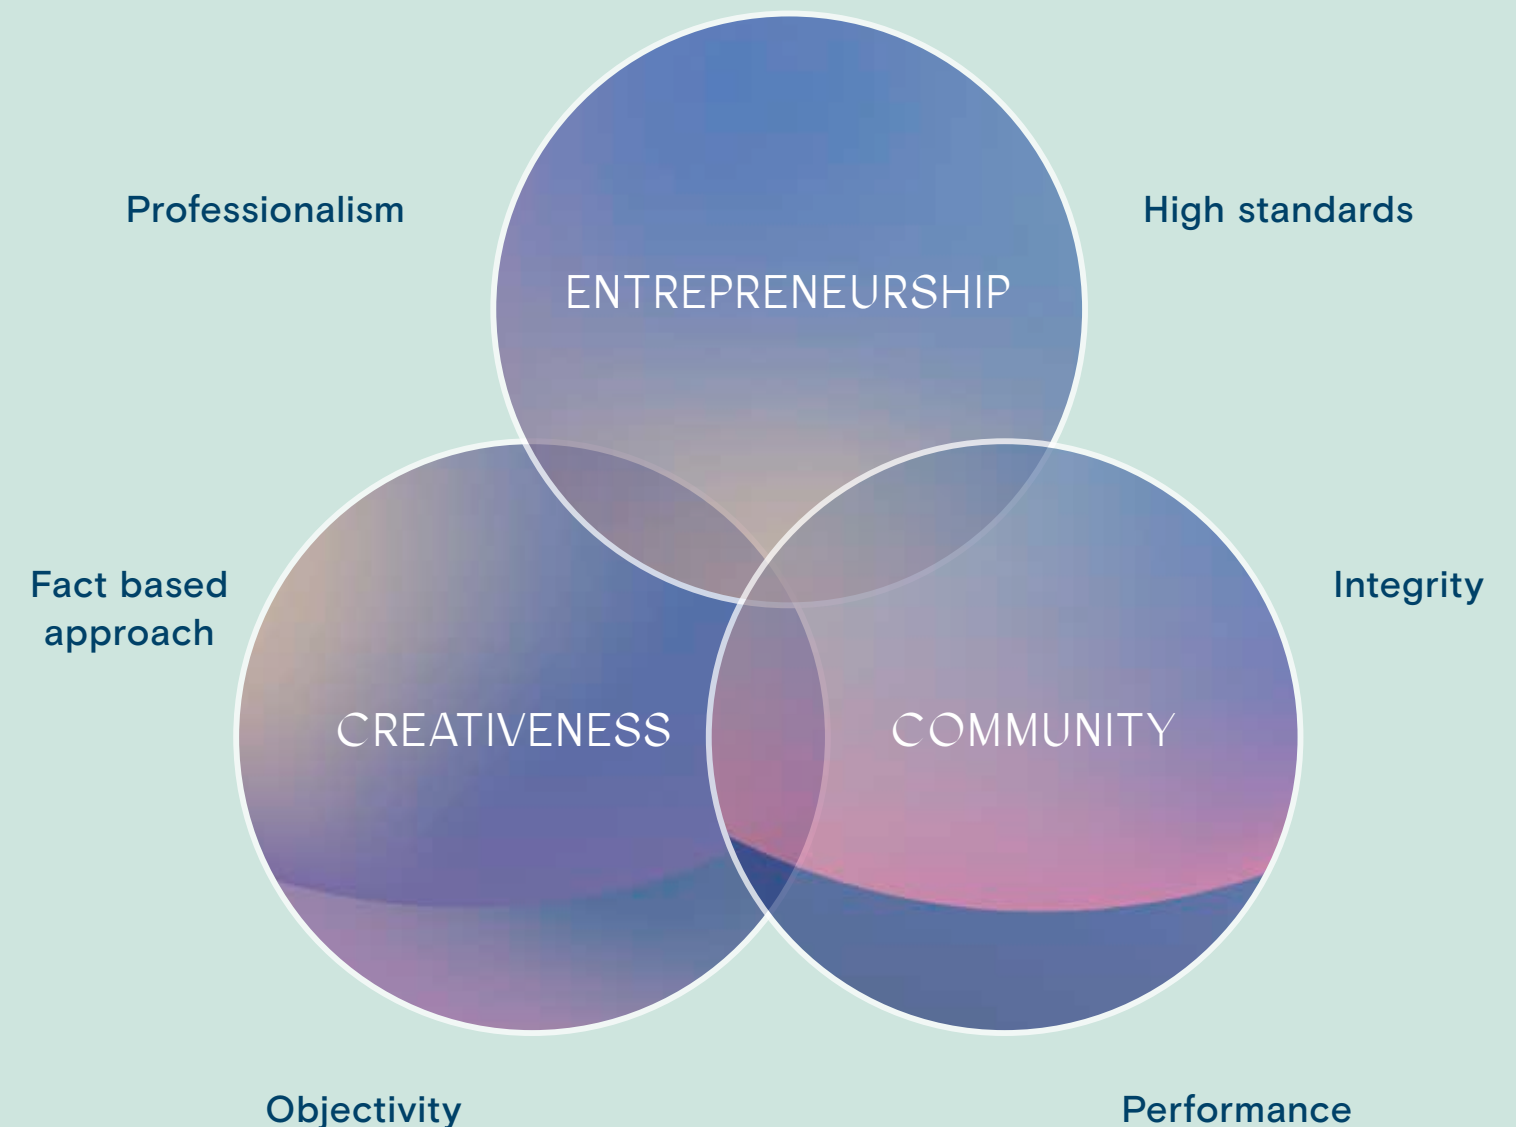 Professionalism
High standards
ENTREPRENEURSHIP
Fact based
approach
Integrity
CREATIVENESS
COMMUNITY
Objectivity
Performance